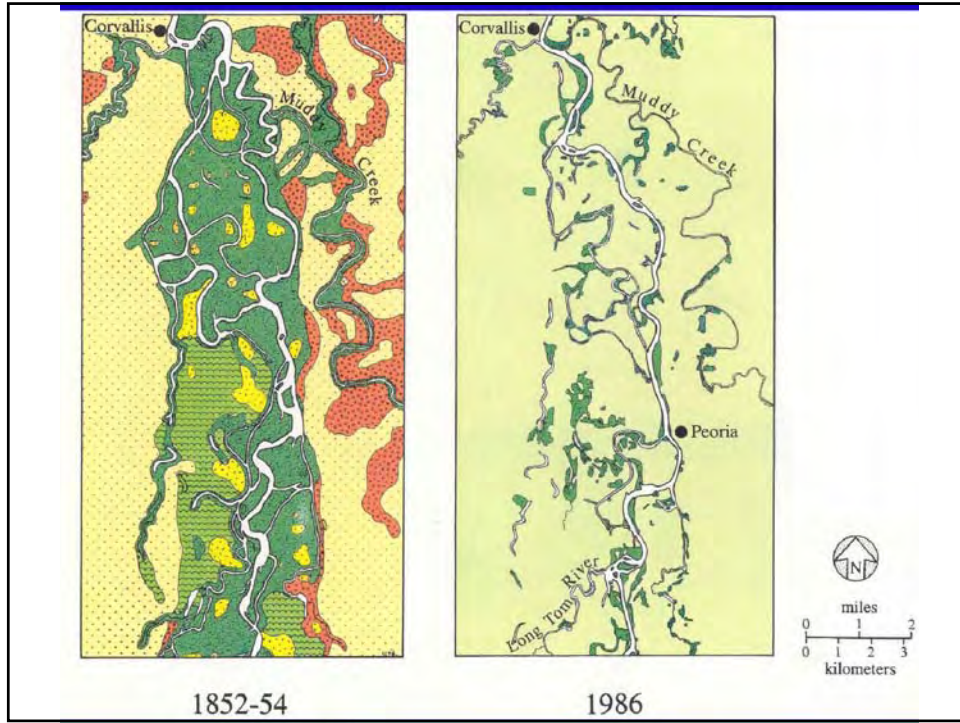 Corvallis
Muddy
Creek
1852-54
Corvallis
Muddy
Creek
Peoria
Long Tom River
1986
N
miles
0 1 2
0 1 2 3
kilometers